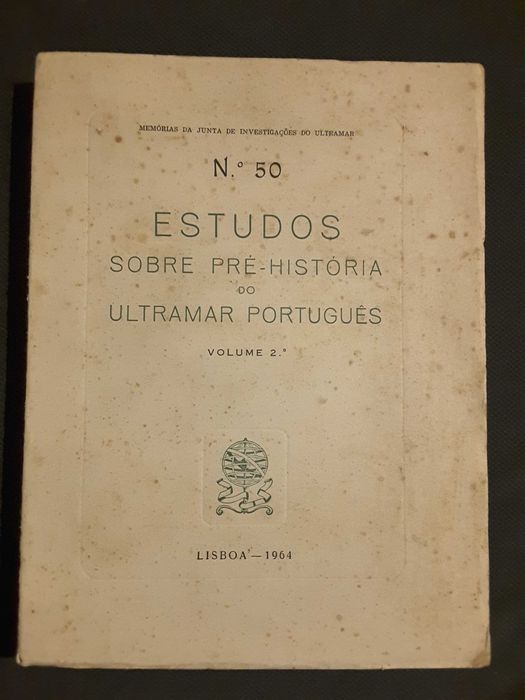 MEMÓRIAS DA JUNTA DE INVESTIGAÇÕES DO ULTRAMAR
N.º 50
ESTUDOS
SOBRE PRÉ-HISTÓRIA
DO
ULTRAMAR PORTUGUÊS
VOLUME 2.º
LISBOA — 1964